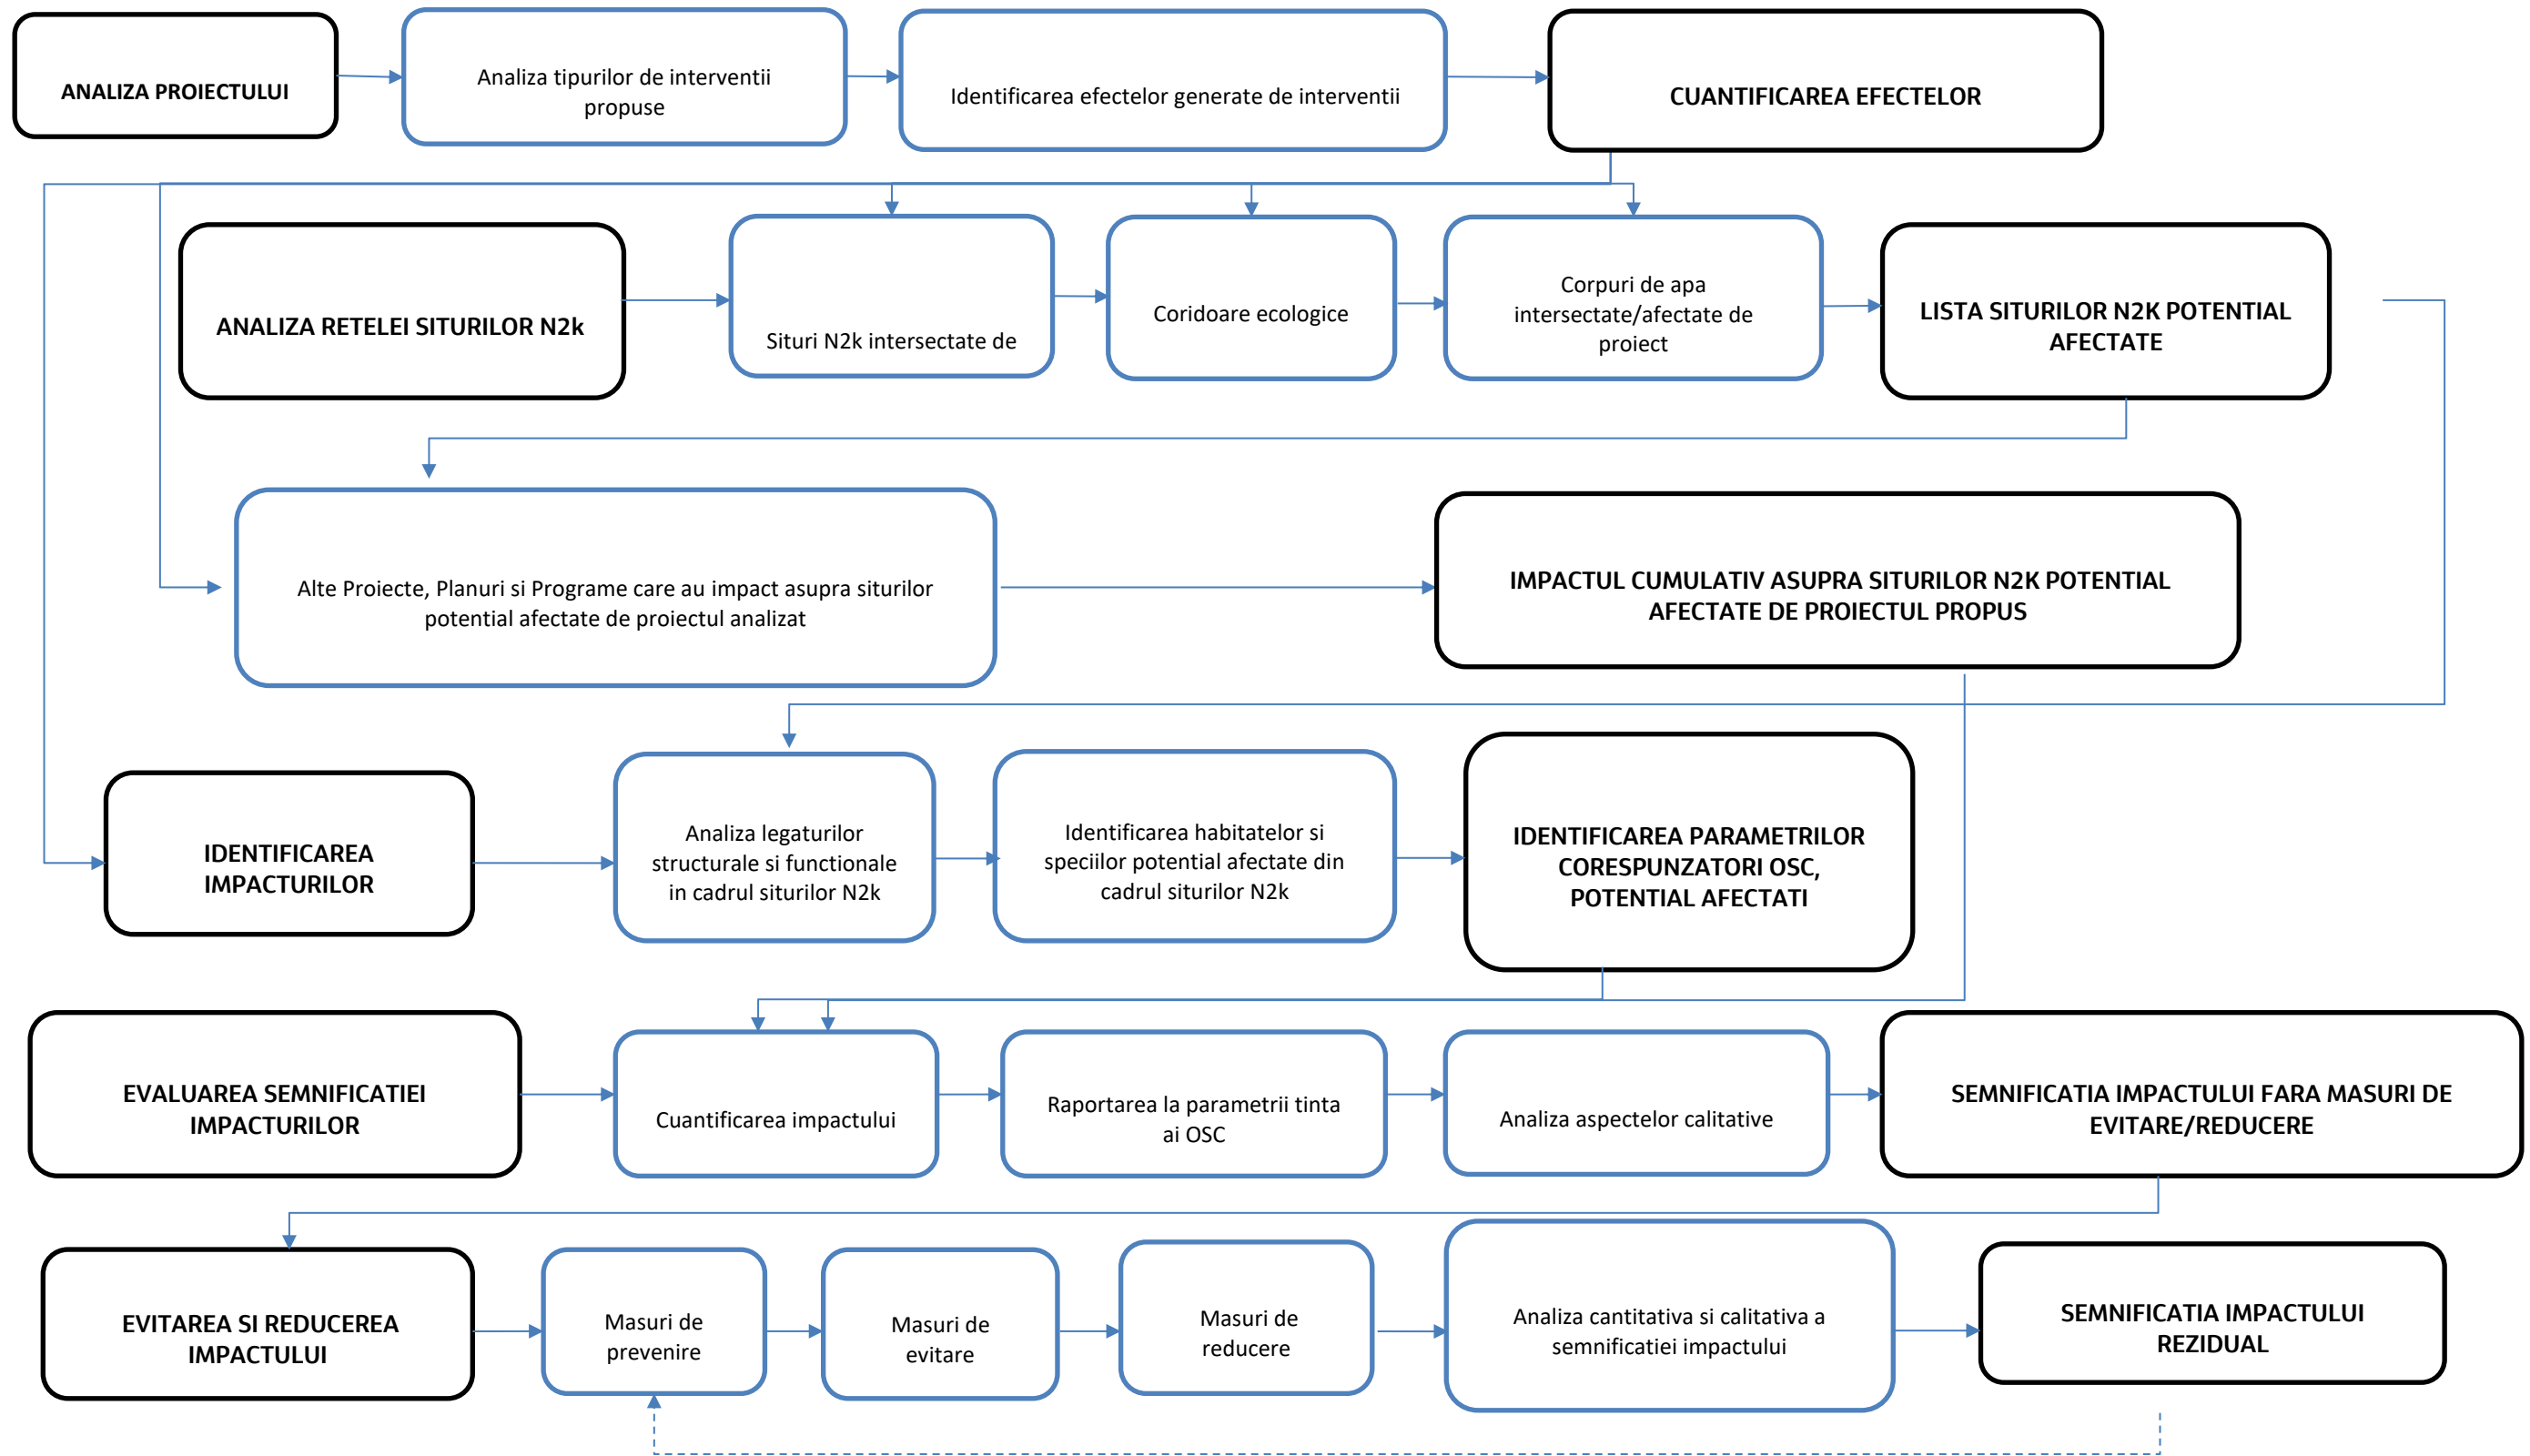 ANALIZA PROIECTULUI
Analiza tipurilor de interventii
propuse
Identificarea efectelor generate de interventii
CUANTIFICAREA EFECTELOR
ANALIZA RETELEI SITURILOR N2k
Situri N2k intersectate de
Coridoare ecologice
Corpuri de apa
intersectate/afectate de
proiect
LISTA SITURILOR N2K POTENTIAL
AFECTATE
Alte Proiecte, Planuri si Programe care au impact asupra siturilor
potential afectate de proiectul analizat
IMPACTUL CUMULATIV ASUPRA SITURILOR N2K POTENTIAL
AFECTATE DE PROIECTUL PROPUS
IDENTIFICAREA
IMPACTURILOR
Analiza legaturilor
structurale si functionale
in cadrul siturilor N2k
Identificarea habitatelor si
speciilor potential afectate din
cadrul siturilor N2k
IDENTIFICAREA PARAMETRILOR
CORESPUNZATORI OSC,
POTENTIAL AFECTATI
EVALUAREA SEMNIFICATIEI
IMPACTURILOR
Cuantificarea impactului
Raportarea la parametrii tinta
ai OSC
Analiza aspectelor calitative
SEMNIFICATIA IMPACTULUI FARA MASURI DE
EVITARE/REDUCERE
EVITAREA SI REDUCEREA
IMPACTULUI
Masuri de
prevenire
Masuri de
evitare
Masuri de
reducere
Analiza cantitativa si calitativa a
semnificatiei impactului
SEMNIFICATIA IMPACTULUI
REZIDUAL